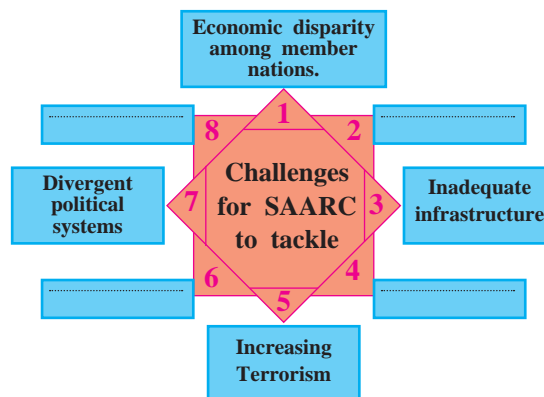 Economic disparity
among member
nations.
8
1
2
Divergent
political
systems
7
Challenges
for SAARC
to tackle
3
Inadequate
infrastructure
6
5
4
Increasing
Terrorism